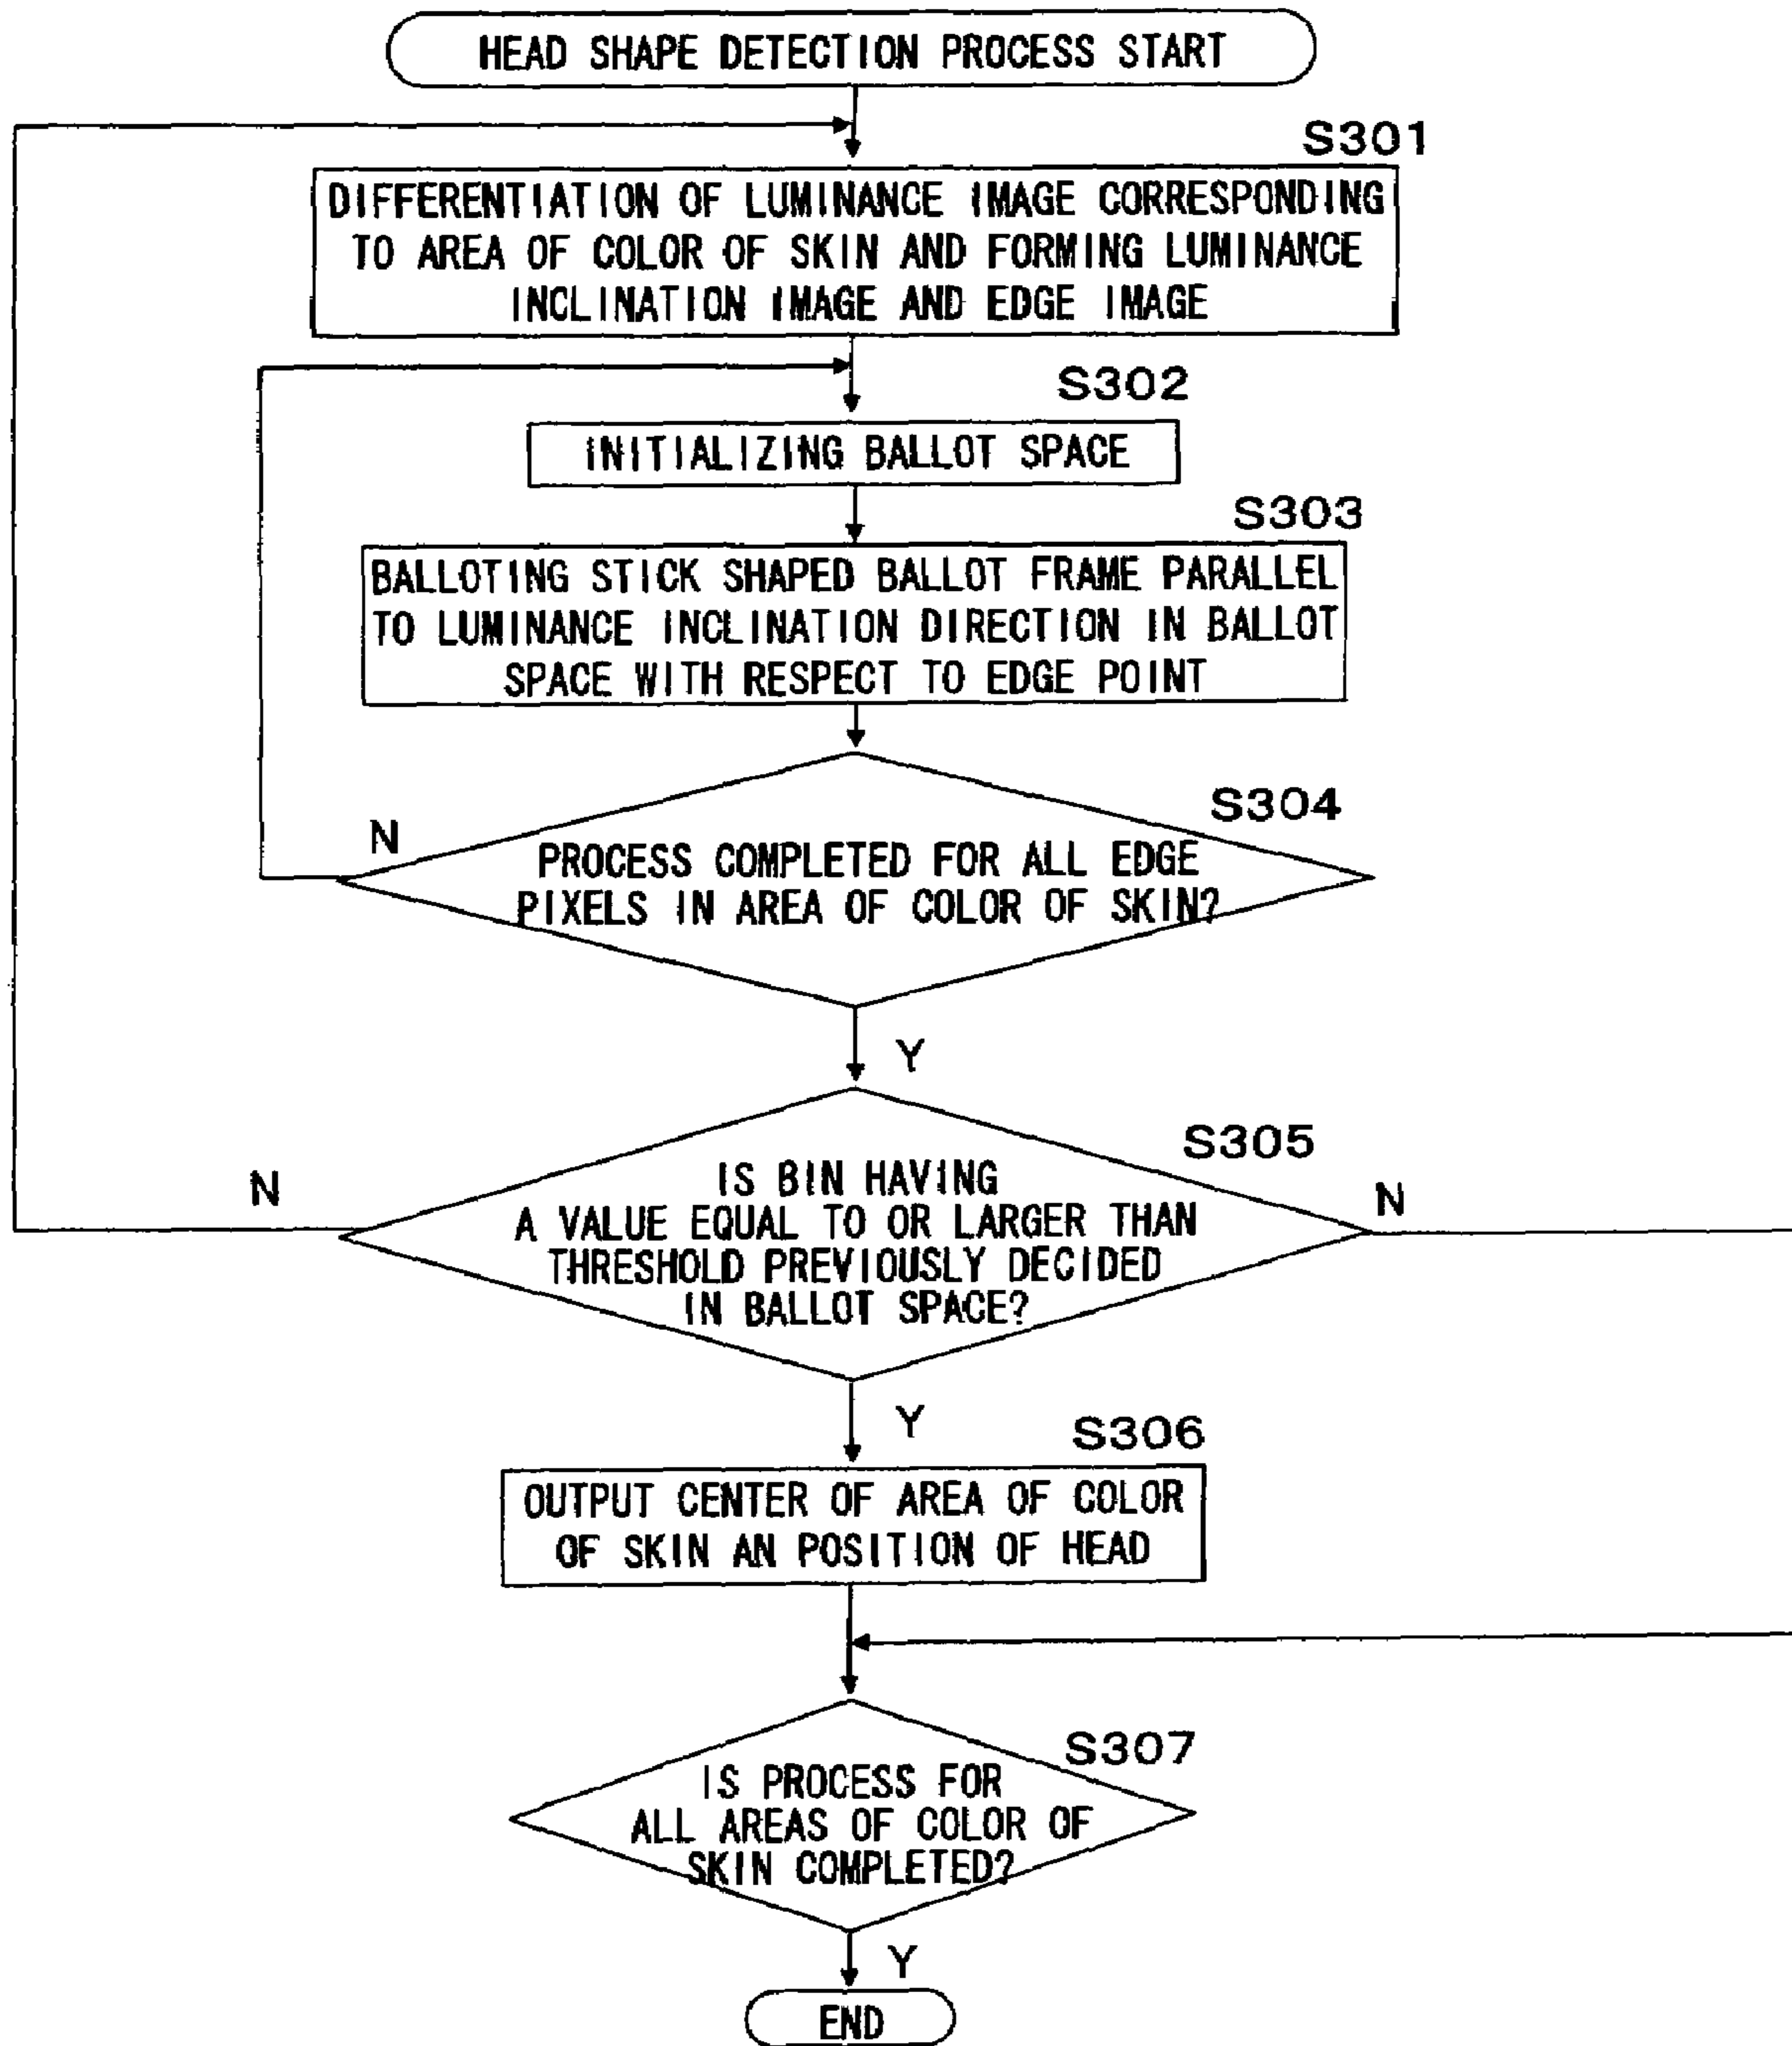 HEAD SHAPE DETECTION PROCESS START
S301
DIFFERENTIATION OF LUMINANCE IMAGE CORRESPONDING
TO AREA OF COLOR OF SKIN AND FORMING LUMINANCE
INCLINATION IMAGE AND EDGE IMAGE
S302
INITIALIZING BALLOT SPACE
S303
BALLOTING STICK SHAPED BALLOT FRAME PARALLEL
TO LUMINANCE INCLINATION DIRECTION IN BALLOT
SPACE WITH RESPECT TO EDGE POINT
S304
N
PROCESS COMPLETED FOR ALL EDGE
PIXELS IN AREA OF COLOR OF SKIN?
Y
S305
N
IS BIN HAVING
N
A VALUE EQUAL TO OR LARGER THAN
THRESHOLD PREVIOUSLY DECIDED
IN BALLOT SPACE?
Y
S306
OUTPUT CENTER OF AREA OF COLOR
OF SKIN AN POSITION OF HEAD
S307
IS PROCESS FOR
ALL AREAS OF COLOR OF
SKIN COMPLETED?
Y
END